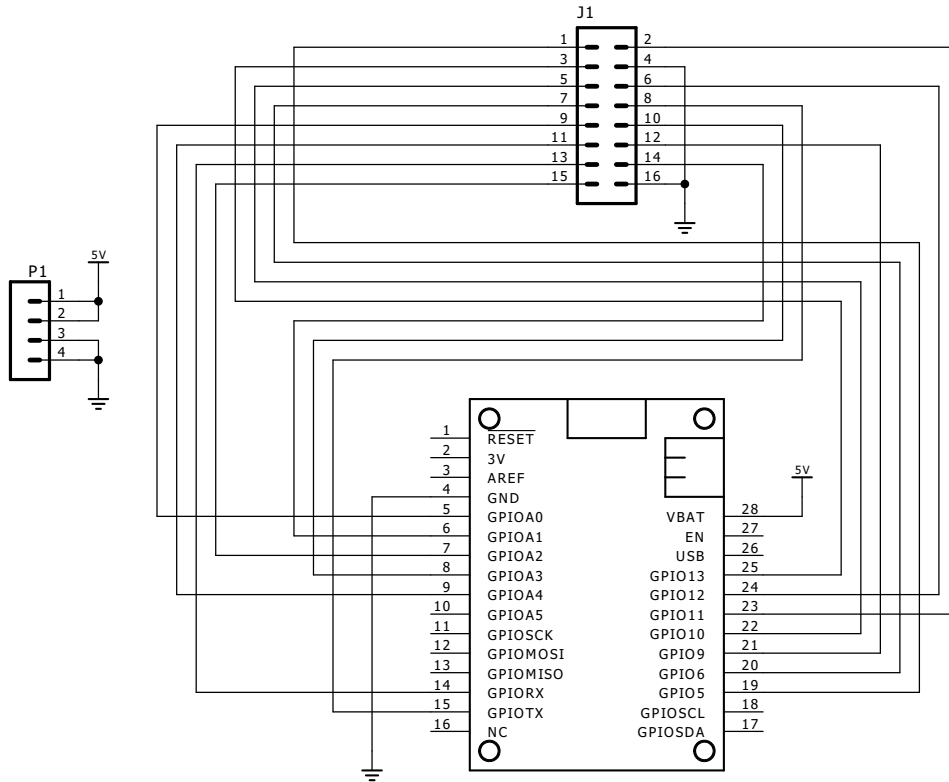 J1
1 2
3 4
5 6
7 8
9 10
11 12
13 14
15 16
5V
P1
1
2
3
4
5V
1 RESET
2 3V
3 AREF
4 GND
5 GPIOA0
6 GPIOA1
7 GPIOA2
8 GPIOA3
9 GPIOA4
10 GPIOA5
11 GPIOSCK
12 GPIOMOSI
13 GPIOMISO
14 GPIORX
15 GPIOTX
16 NC
VBAT 28
EN 27
USB 26
GPIO13 25
GPIO12 24
GPIO11 23
GPIO10 22
GPIO9 21
GPIO6 20
GPIO5 19
GPIOSCL 18
GPIOSDA 17